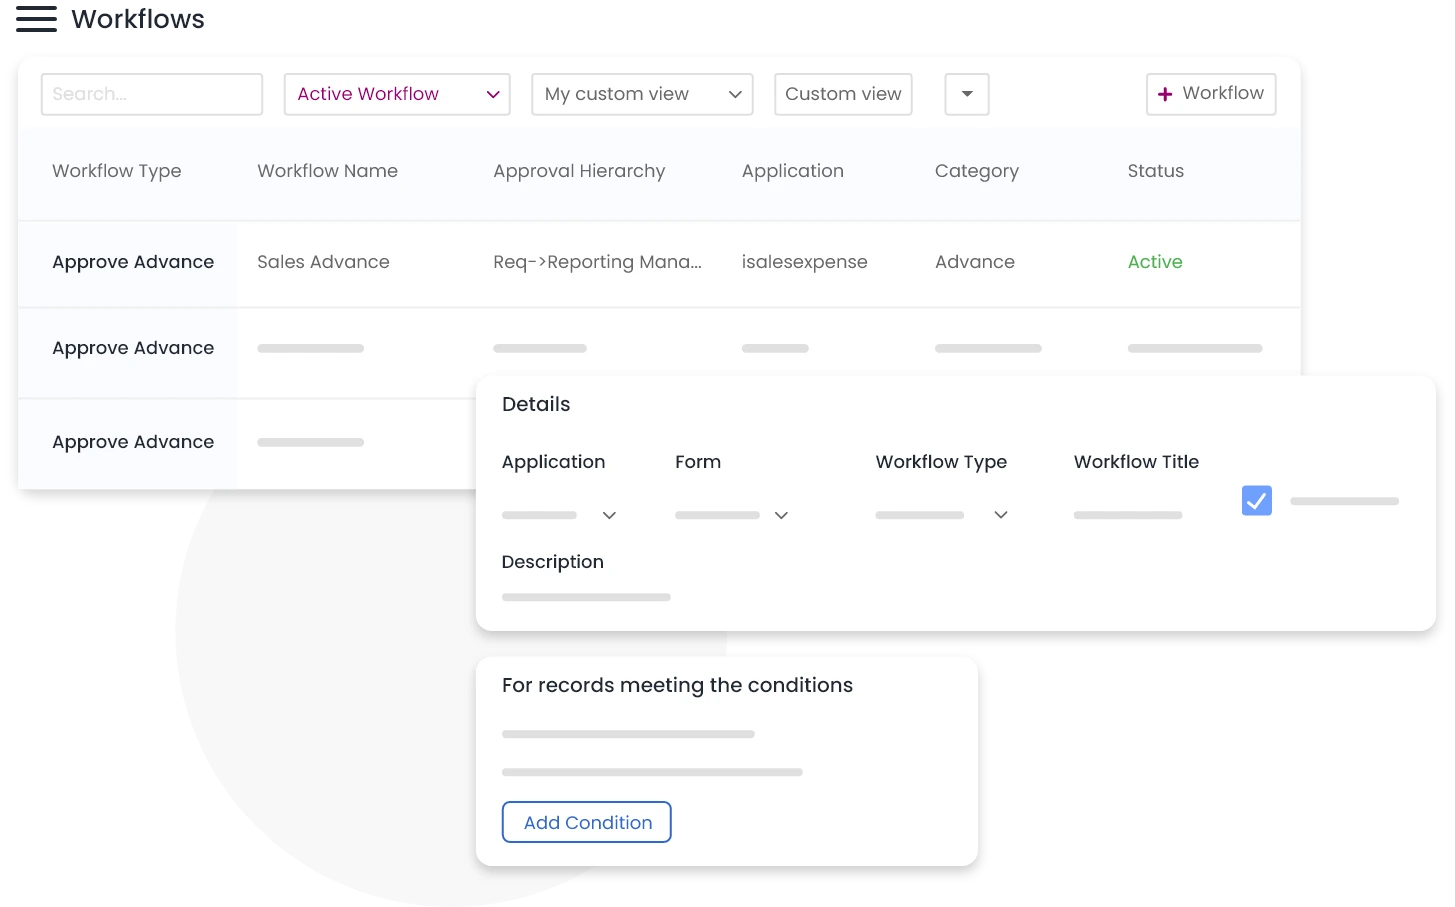 Workflows
Search...
Active Workflow
My custom view
Custom view
Workflow
Workflow Type Workflow Name Approval Hierarchy Application Category Status
Approve Advance Sales Advance Req->Reporting Mana... isalesexpense Advance Active
Approve Advance
Approve Advance
Details
Application Form Workflow Type Workflow Title
Description
For records meeting the conditions
Add Condition